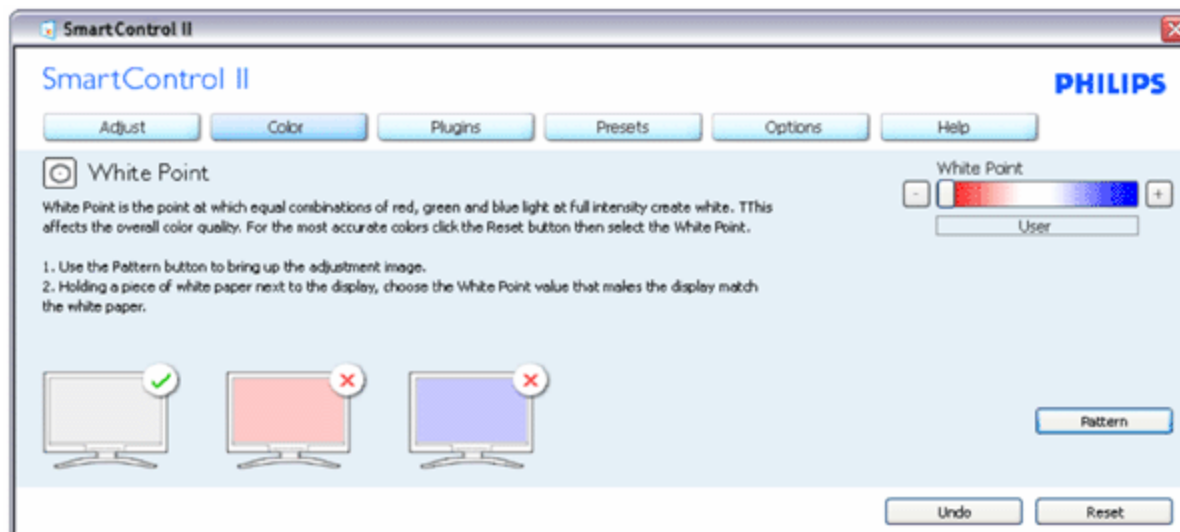 SmartControl II
SmartControl II
PHILIPS
Adjust
Color
Plugins
Presets
Options
Help
White Point
White Point
- +
User
White Point is the point at which equal combinations of red, green and blue light at full intensity create white. TThis
affects the overall color quality. For the most accurate colors click the Reset button then select the White Point.
1. Use the Pattern button to bring up the adjustment image.
2. Holding a piece of white paper next to the display, choose the White Point value that makes the display match
the white paper.
Pattern
Undo
Reset